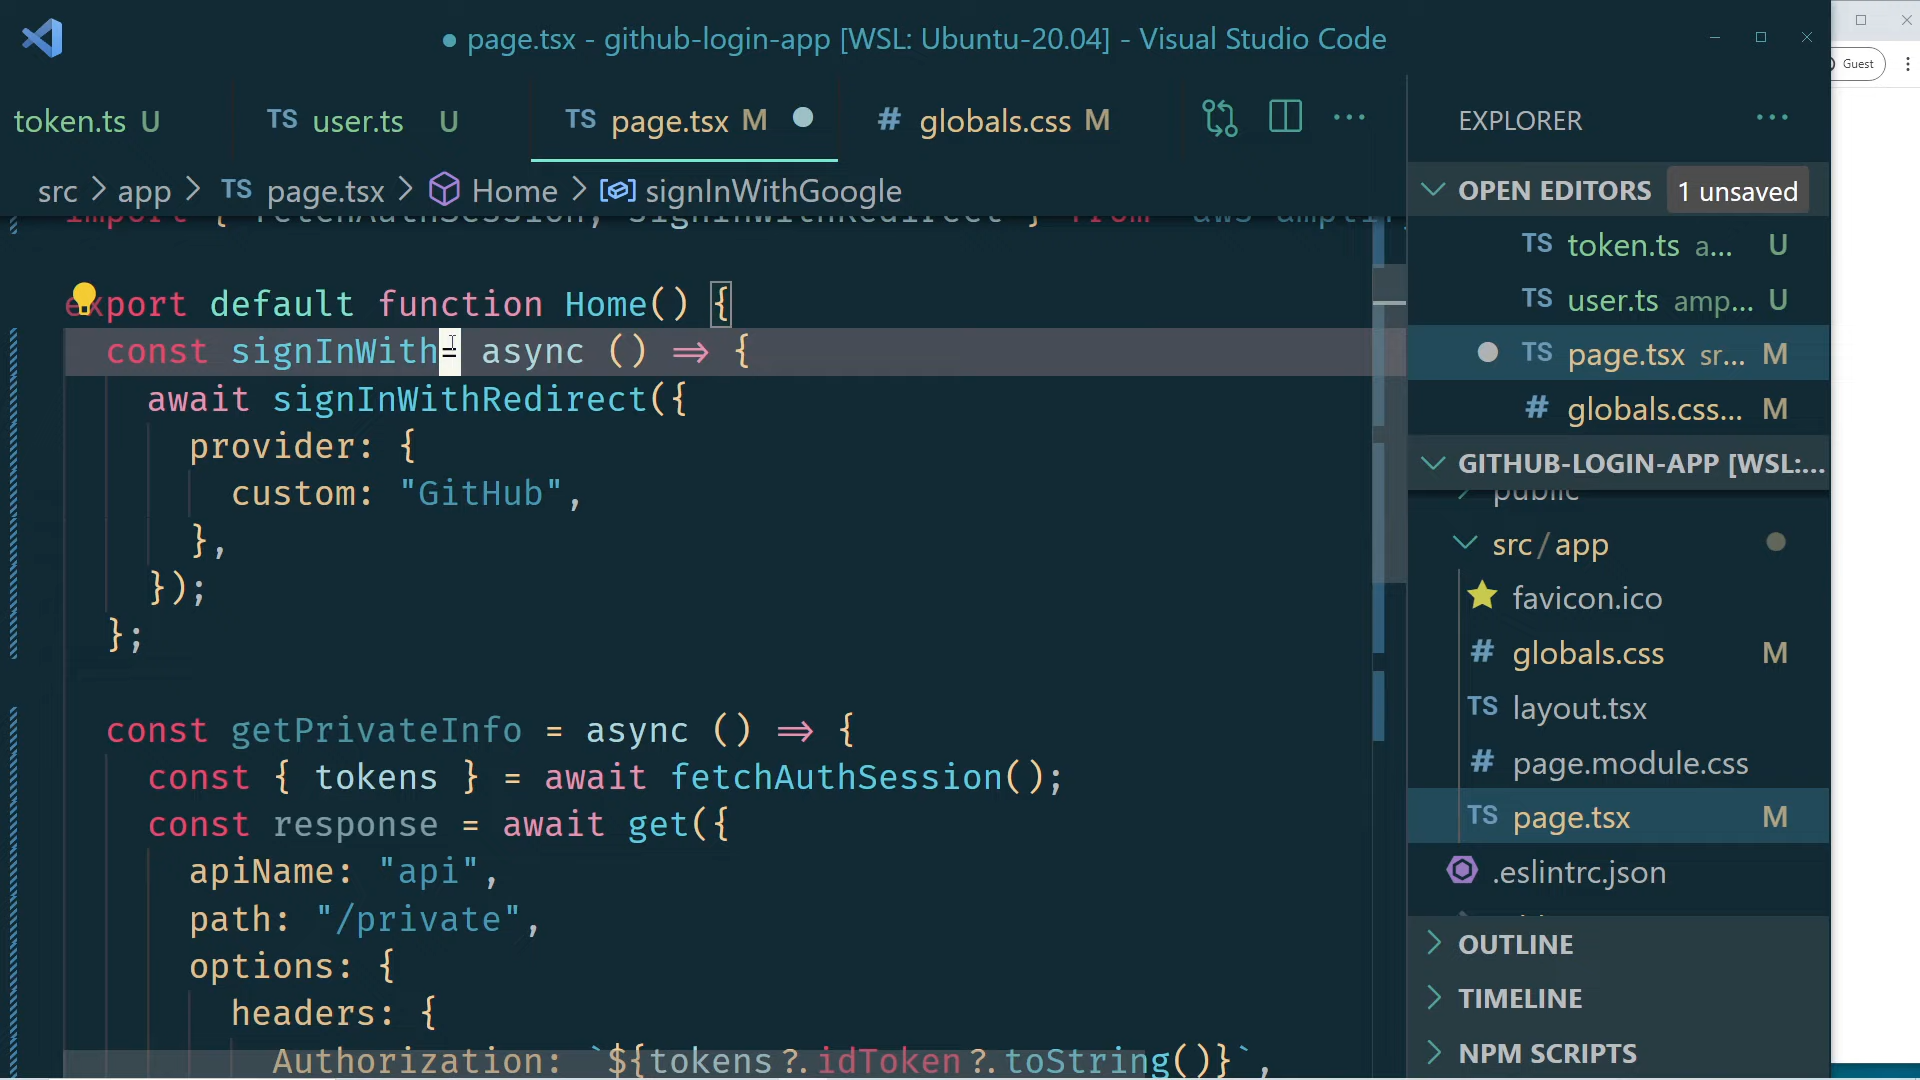 page.tsx - github-login-app [WSL: Ubuntu-20.04] - Visual Studio Code
Guest
token.ts U
TS user.ts U
TS page.tsx M
# globals.css M
src > app > TS page.tsx > Home > signInWithGoogle
import { fetchAuthSession, signInWithRedirect } from
export default function Home() {
const signInWith= async () => {
await signInWithRedirect({
provider: {
custom: "GitHub",
},
});
};
const getPrivateInfo = async () => {
const { tokens } = await fetchAuthSession();
const response = await get({
apiName: "api",
path: "/private",
options: {
headers: {
Authorization: `${tokens?.idToken?.toString()}`,
EXPLORER
OPEN EDITORS 1 unsaved
TS token.ts a... U
TS user.ts amp... U
TS page.tsx sr... M
# globals.css... M
GITHUB-LOGIN-APP [WSL:...
public
src/app
favicon.ico
# globals.css M
TS layout.tsx
# page.module.css
TS page.tsx M
.eslintrc.json
OUTLINE
TIMELINE
NPM SCRIPTS